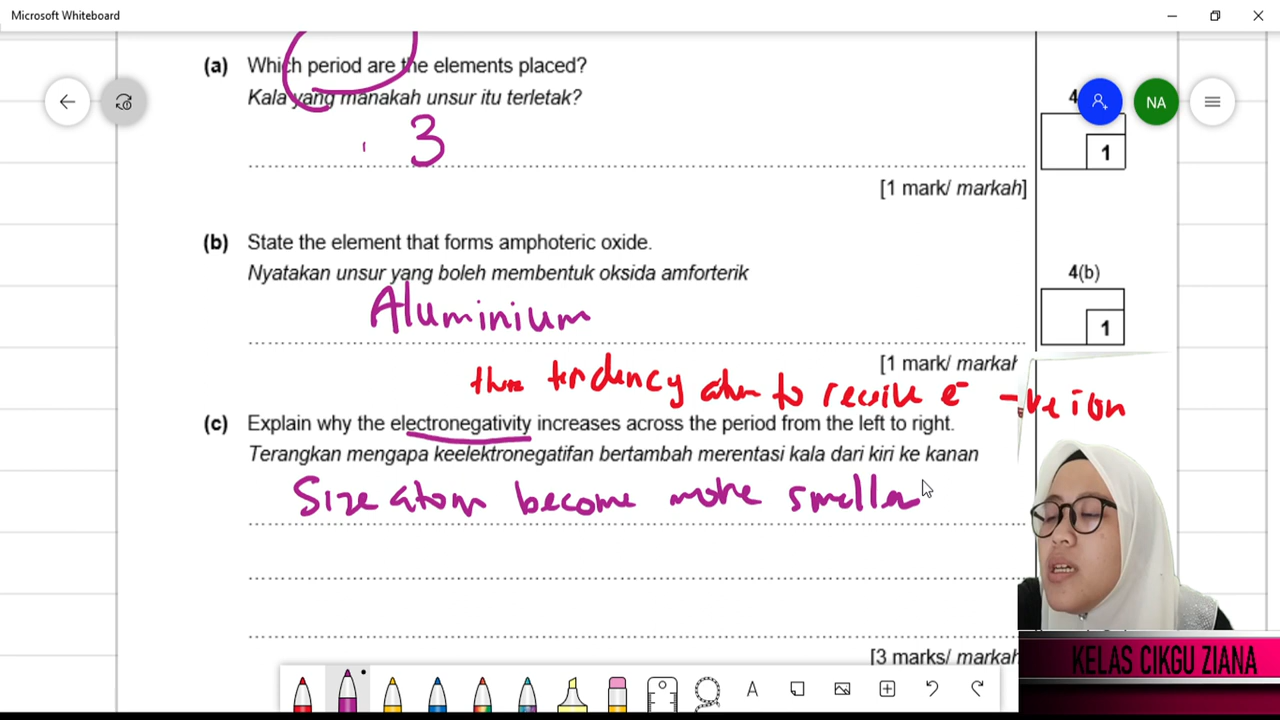 Microsoft Whiteboard
(a) Which period are the elements placed?
Kala yang manakah unsur itu terletak?
4
NA
3
1
[1 mark/ markah]
(b) State the element that forms amphoteric oxide.
Nyatakan unsur yang boleh membentuk oksida amforterik
4(b)
Aluminium
1
[1 mark/ markah
tendency atom to receive e⁻ -ve ion
(c) Explain why the electronegativity increases across the period from the left to right.
Terangkan mengapa keelektronegatifan bertambah merentasi kala dari kiri ke kanan
Size atom become more smaller
[3 marks/ markah
KELAS CIKGU ZIANA
A